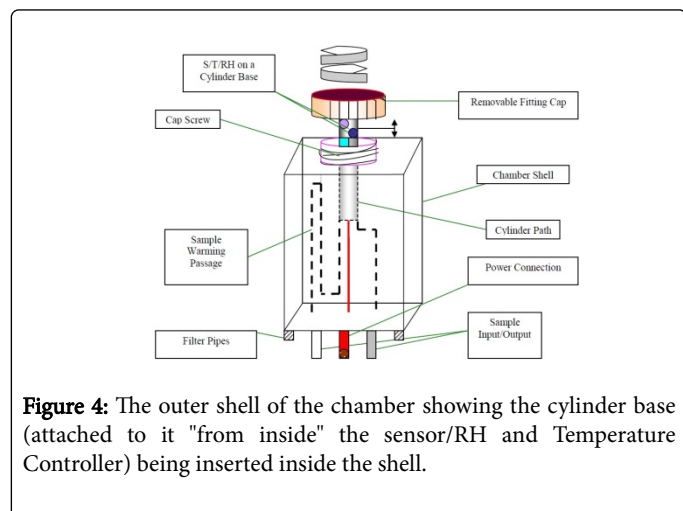 S/T/RH on a
Cylinder Base
Removable Fitting Cap
Cap Screw
Chamber Shell
Cylinder Path
Sample
Warming
Passage
Power Connection
Filter Pipes
Sample
Input/Output
Figure 4: The outer shell of the chamber showing the cylinder base
(attached to it "from inside" the sensor/RH and Temperature
Controller) being inserted inside the shell.